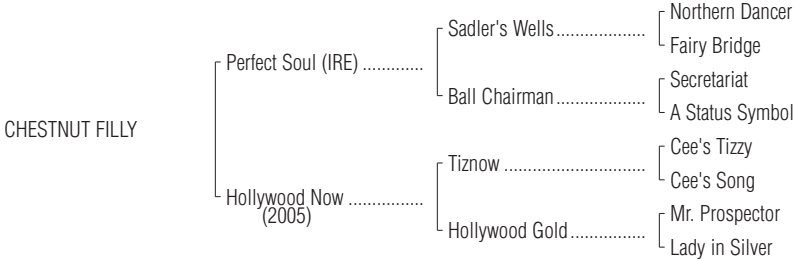 Northern Dancer
Sadler's Wells...................
Fairy Bridge
Perfect Soul (IRE) .............
Secretariat
Ball Chairman...................
A Status Symbol
CHESTNUT FILLY
Cee's Tizzy
Tiznow ..............................
Cee's Song
Hollywood Now ................
(2005)
Mr. Prospector
Hollywood Gold................
Lady in Silver